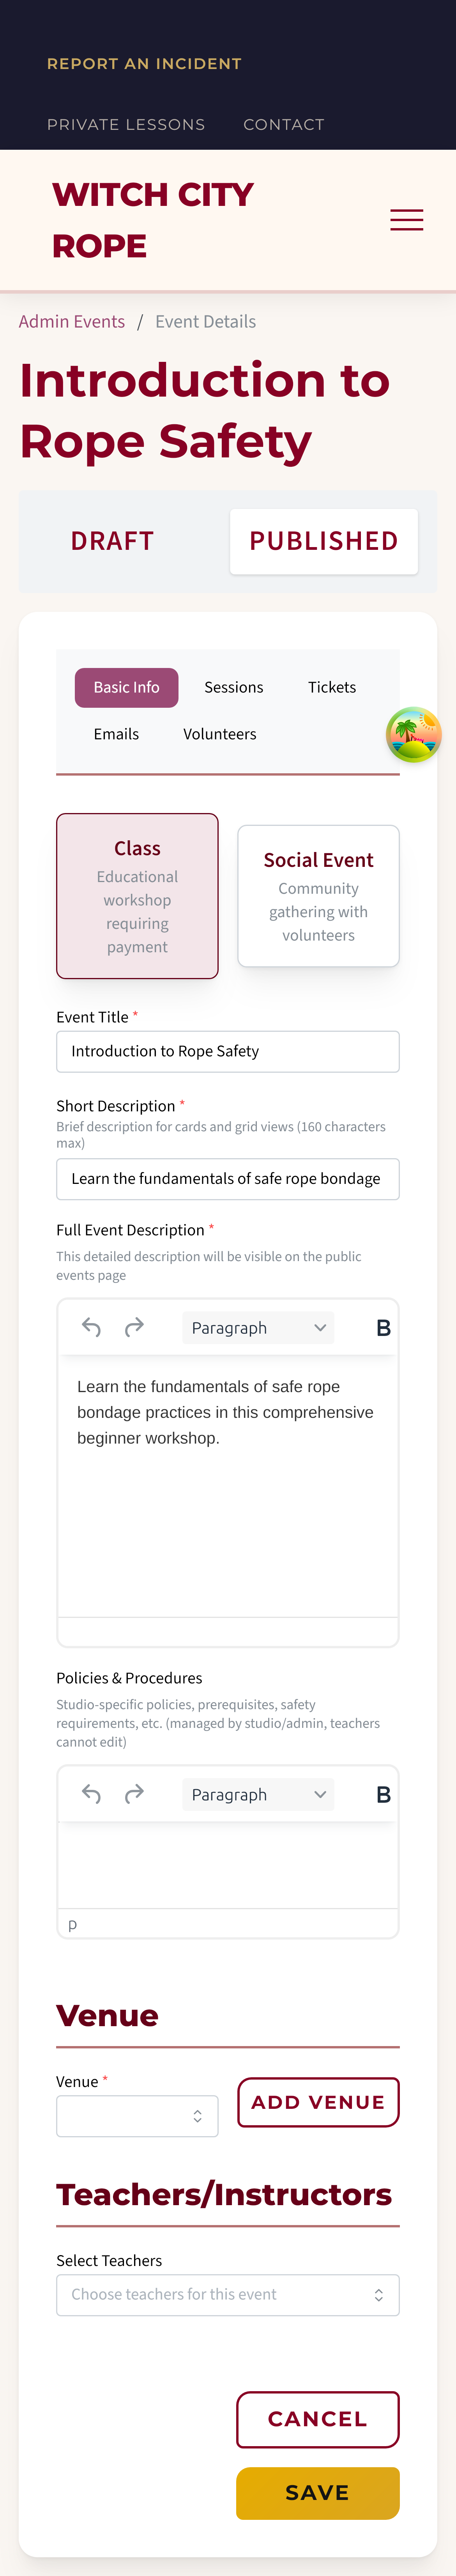 REPORT AN INCIDENT
PRIVATE LESSONS CONTACT
WITCH CITY
ROPE
Admin Events / Event Details
Introduction to
Rope Safety
DRAFT PUBLISHED
Basic Info Sessions Tickets
Emails Volunteers
Class
Educational
workshop
requiring
payment
Social Event
Community
gathering with
volunteers
Event Title *
Introduction to Rope Safety
Short Description *
Brief description for cards and grid views (160 characters
max)
Learn the fundamentals of safe rope bondage
Full Event Description *
This detailed description will be visible on the public
events page
Paragraph B
Learn the fundamentals of safe rope
bondage practices in this comprehensive
beginner workshop.
Policies & Procedures
Studio-specific policies, prerequisites, safety
requirements, etc. (managed by studio/admin, teachers
cannot edit)
Paragraph B
p
Venue
Venue *
ADD VENUE
Teachers/Instructors
Select Teachers
Choose teachers for this event
CANCEL
SAVE